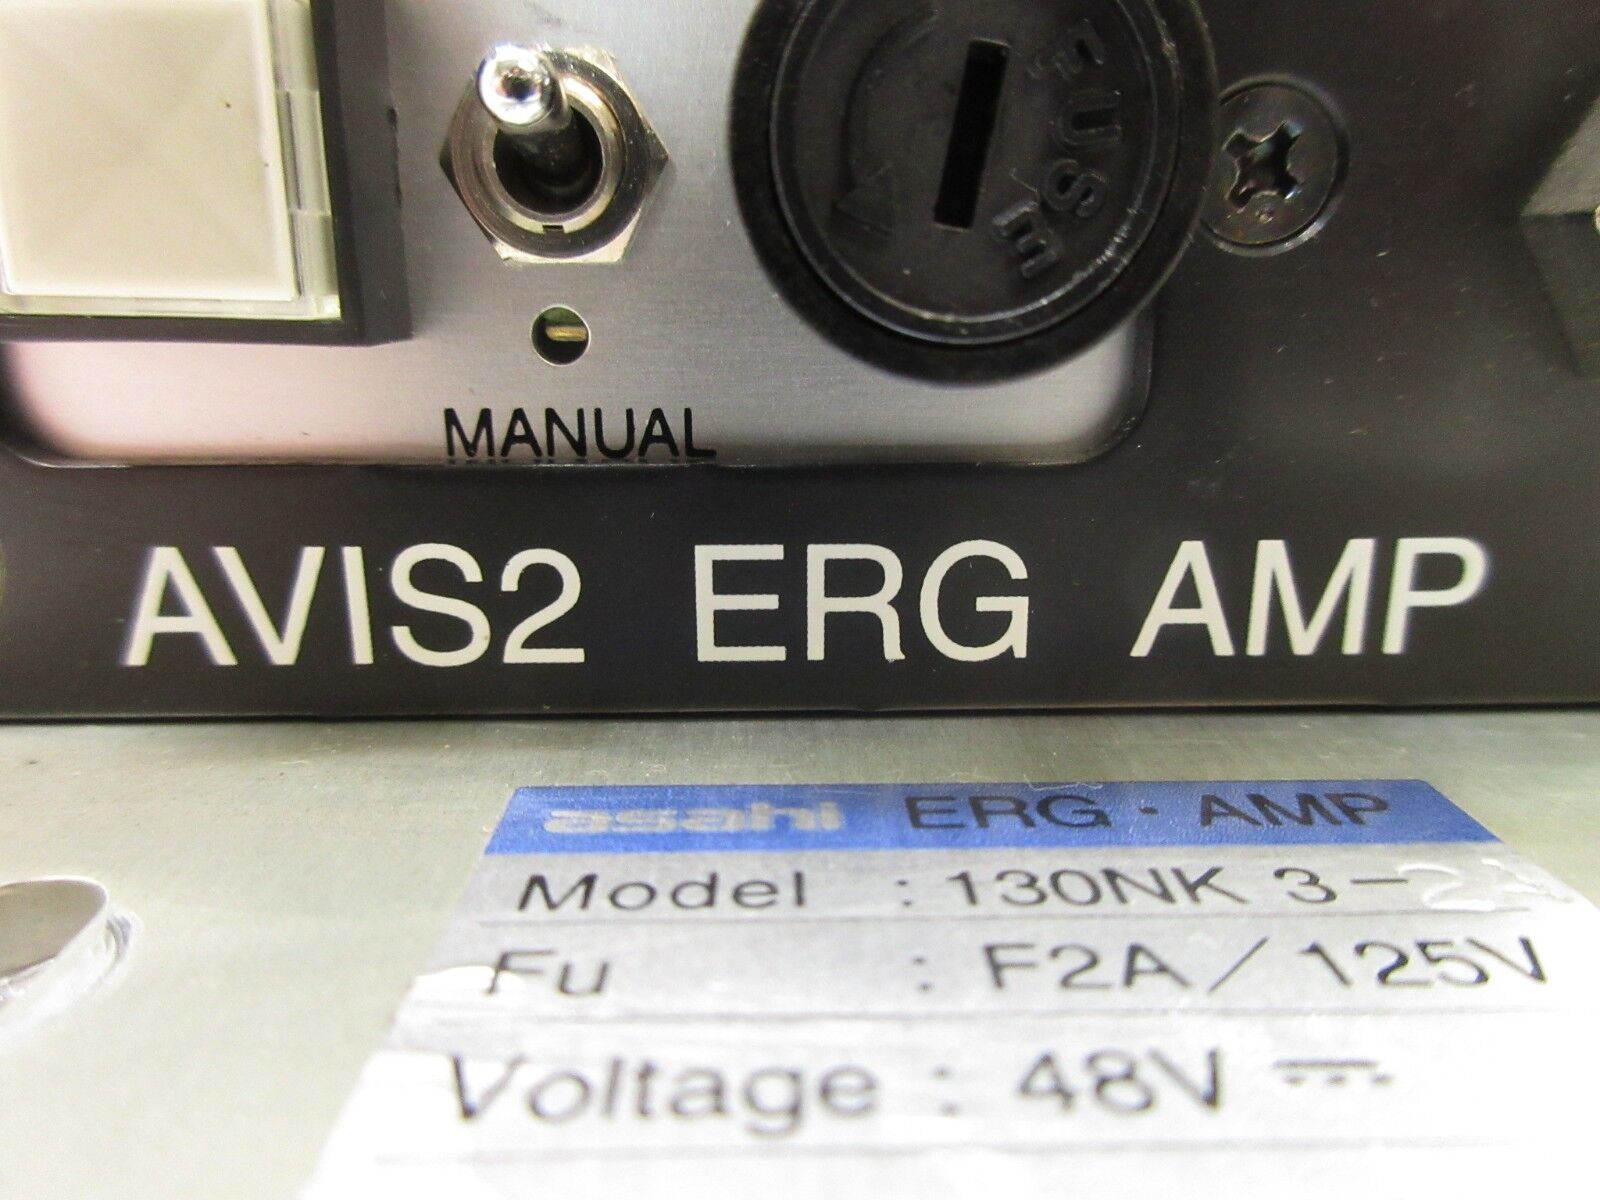 FUSE
MANUAL
AVIS2 ERG AMP
asahi ERG·AMP
Model : 130NK 3-
Fu : F2A / 125V
Voltage : 48V ⎓